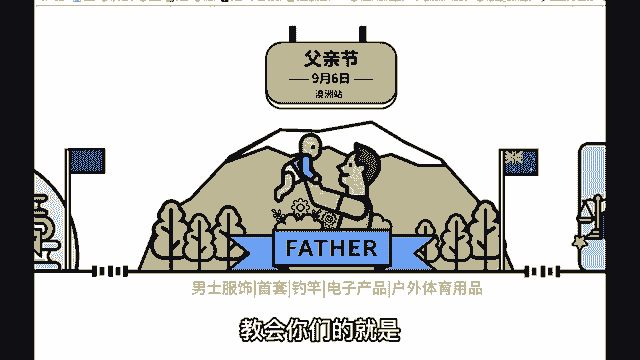 父亲节
9月6日
澳洲站
FATHER
男士服饰|首套|钓竿|电子产品|户外体育用品
教会你们的就是